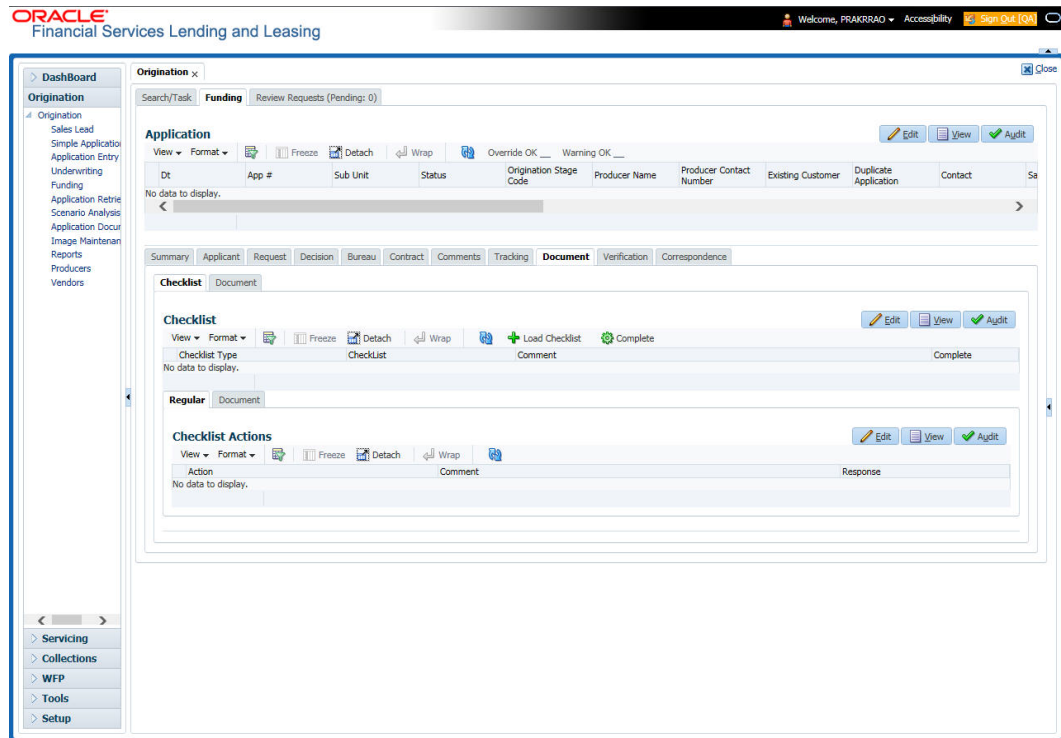 ORACLE
Financial Services Lending and Leasing
Welcome, PRAKRRAO Accessibility Sign Out [QA]
Close
DashBoard
Origination
Origination
Sales Lead
Simple Applicatio
Application Entry
Underwriting
Funding
Application Retrie
Scenario Analysis
Application Docur
Image Maintenan
Reports
Producers
Vendors
Servicing
Collections
WFP
Tools
Setup
Origination ×
Search/Task Funding Review Requests (Pending: 0)
Application
Edit View Audit
View Format Freeze Detach Wrap Override OK __ Warning OK __
Dt App # Sub Unit Status Origination Stage Code Producer Name Producer Contact Number Existing Customer Duplicate Application Contact Sa
No data to display.
Summary Applicant Request Decision Bureau Contract Comments Tracking Document Verification Correspondence
Checklist Document
Checklist
Edit View Audit
View Format Freeze Detach Wrap Load Checklist Complete
Checklist Type CheckList Comment Complete
No data to display.
Regular Document
Checklist Actions
Edit View Audit
View Format Freeze Detach Wrap
Action Comment Response
No data to display.